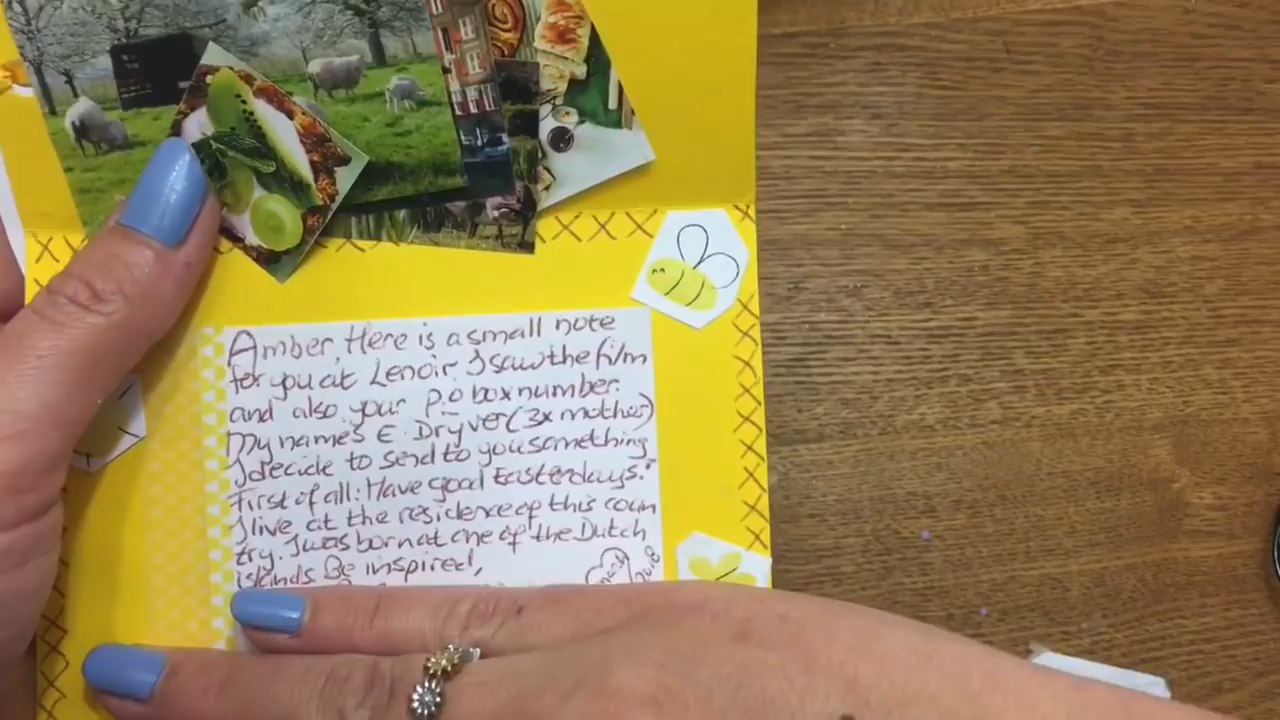 Amber, Here is a small note
for you at Lenoir. I saw the film
and also your p.o box number.
My name's E. Dryver (3x mother)
I decide to send to you something.
First of all: Have good Easterdays!
I live at the residence of this coun
try. I was born at one of the Dutch
islands. Be inspired,
march
2018